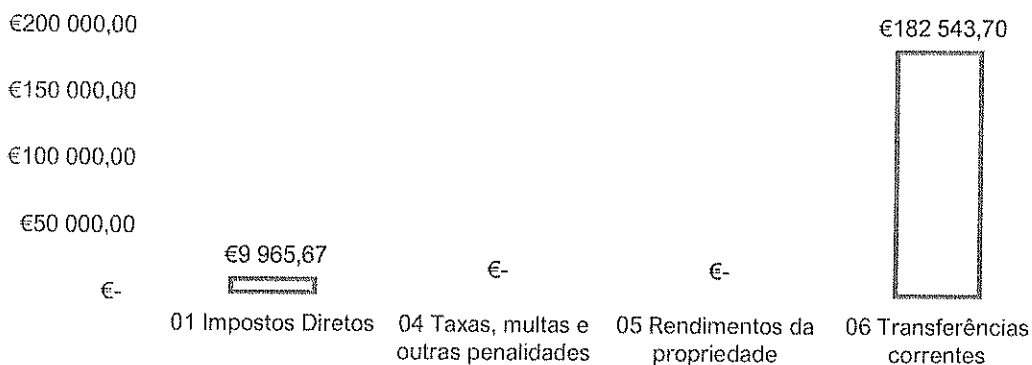 €200 000,00
€182 543,70
€150 000,00
€100 000,00
€50 000,00
€9 965,67
€-
€-
€-
01 Impostos Diretos
04 Taxas, multas e
outras penalidades
05 Rendimentos da
propriedade
06 Transferências
correntes